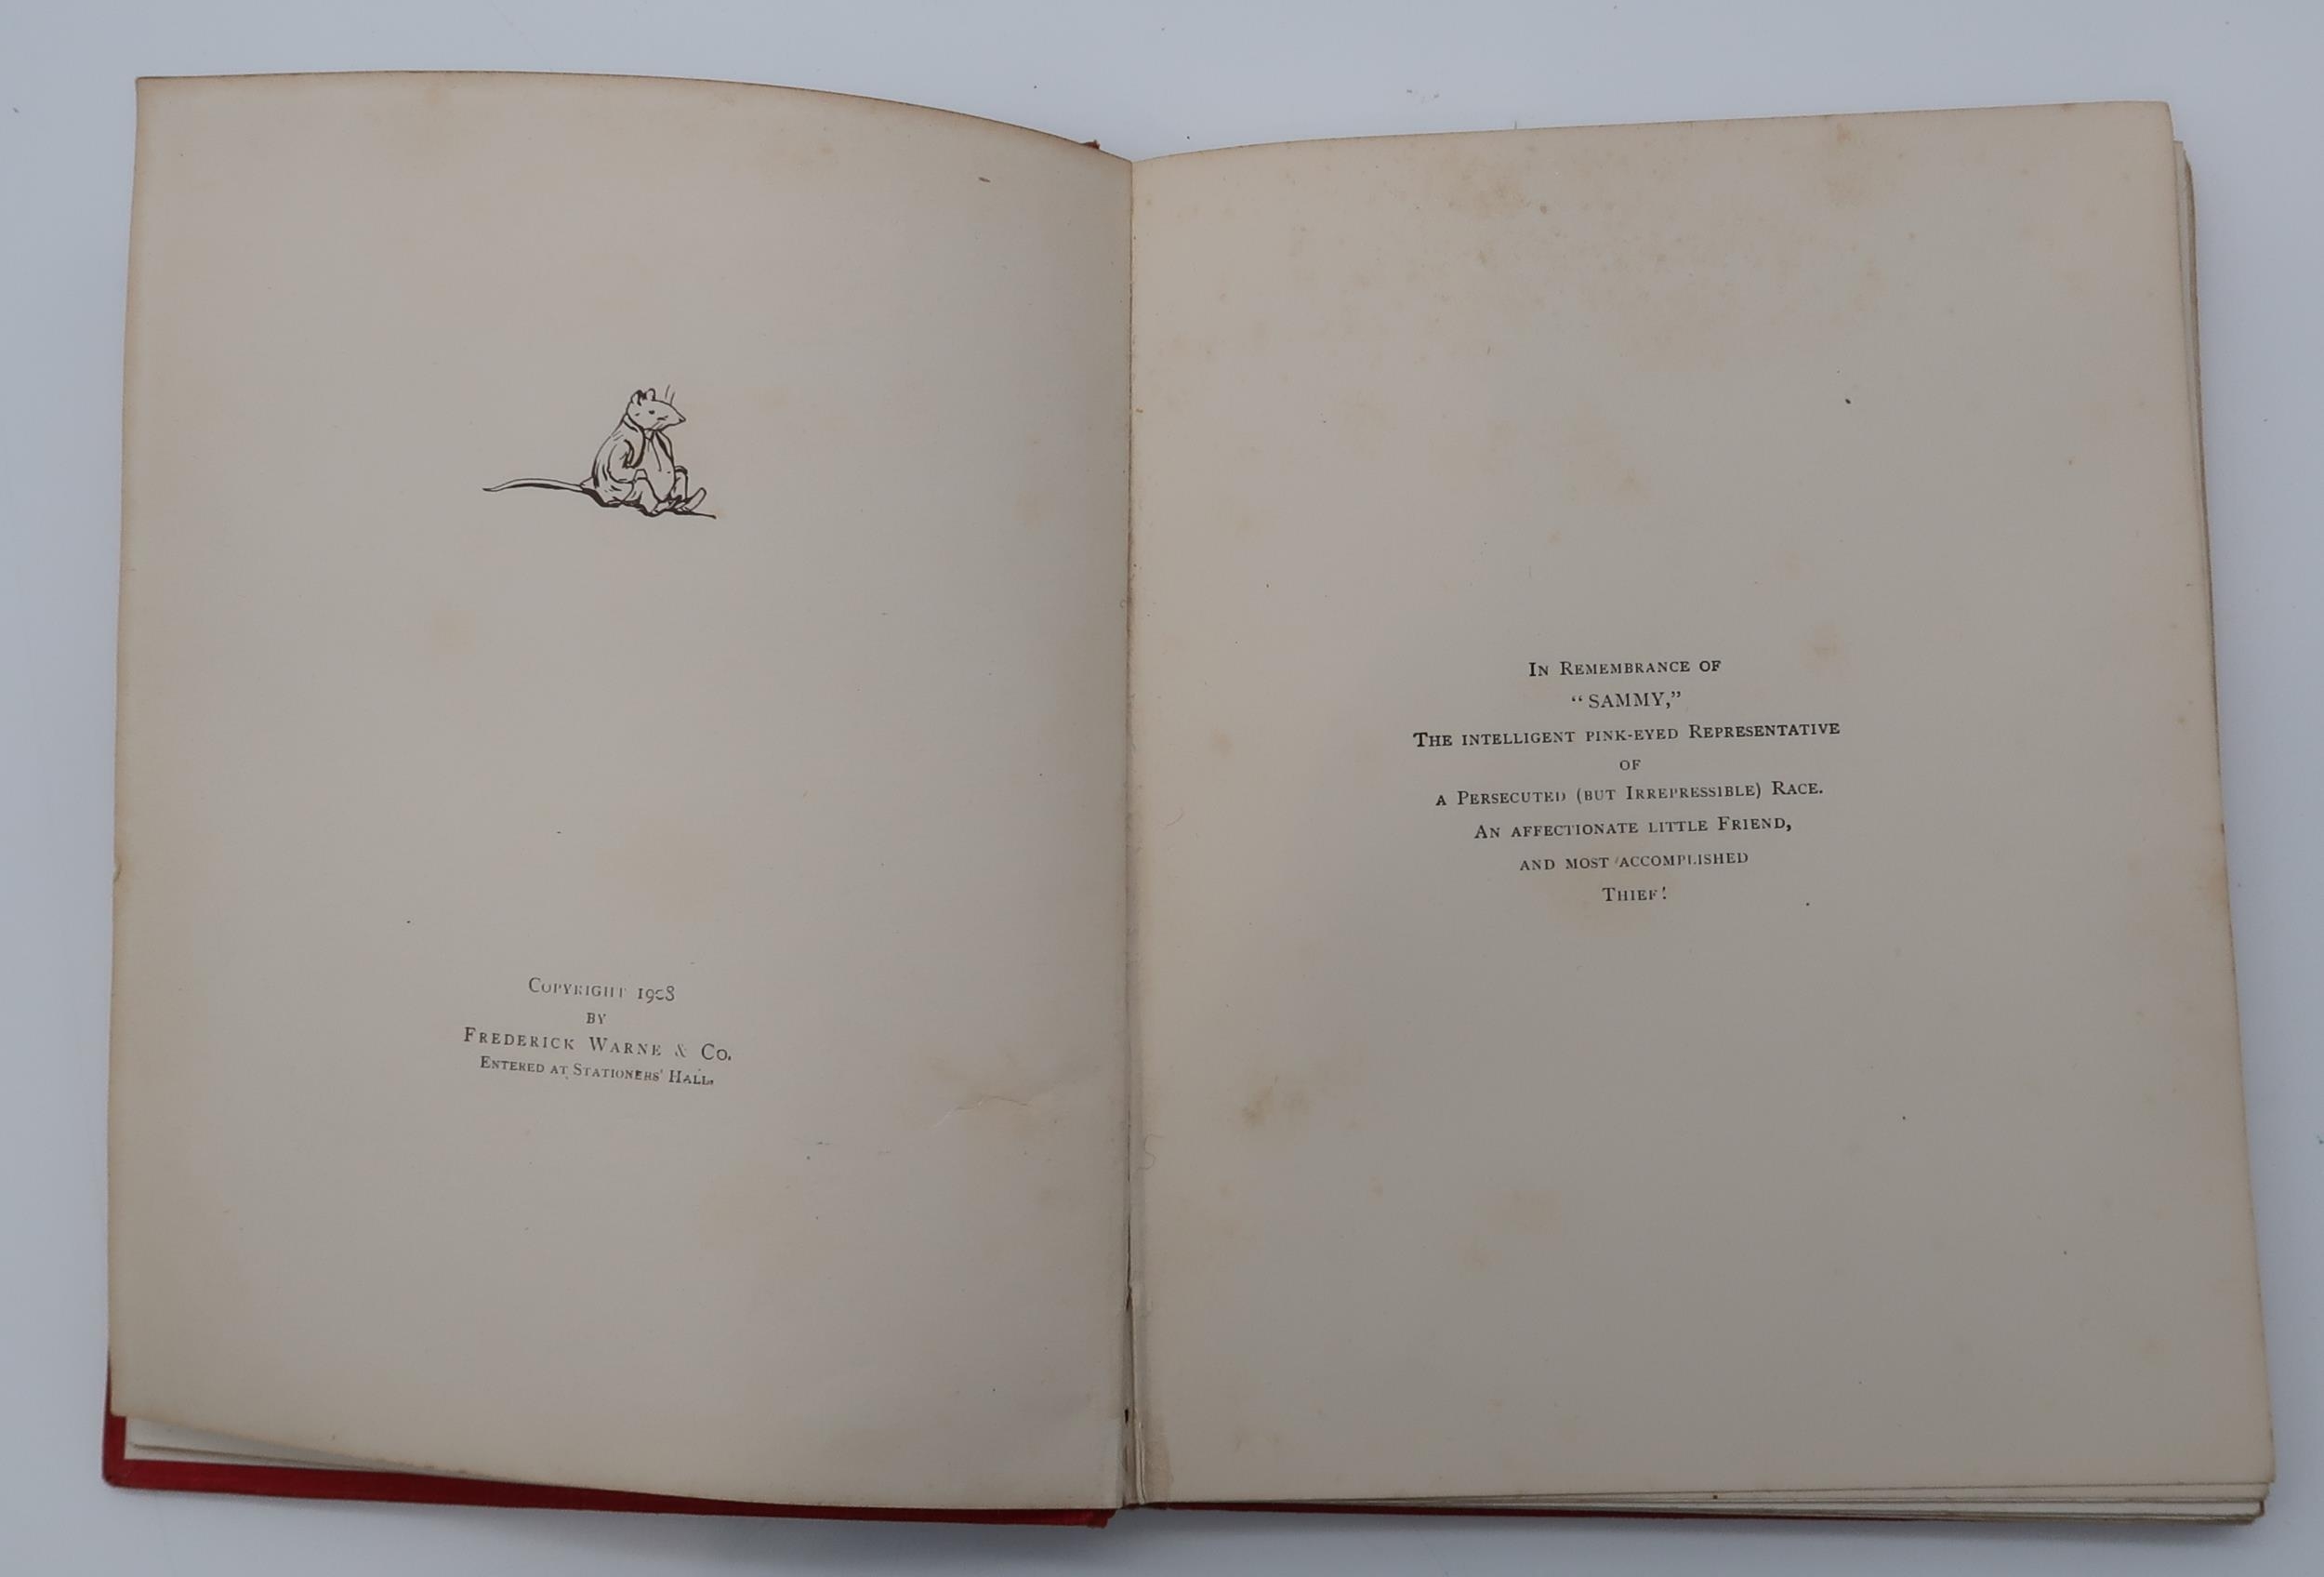 COPYRIGHT 1908
BY
FREDERICK WARNE & CO.
ENTERED AT STATIONERS' HALL.
IN REMEMBRANCE OF
"SAMMY,"
THE INTELLIGENT PINK-EYED REPRESENTATIVE
OF
A PERSECUTED (BUT IRREPRESSIBLE) RACE.
AN AFFECTIONATE LITTLE FRIEND,
AND MOST ACCOMPLISHED
THIEF!